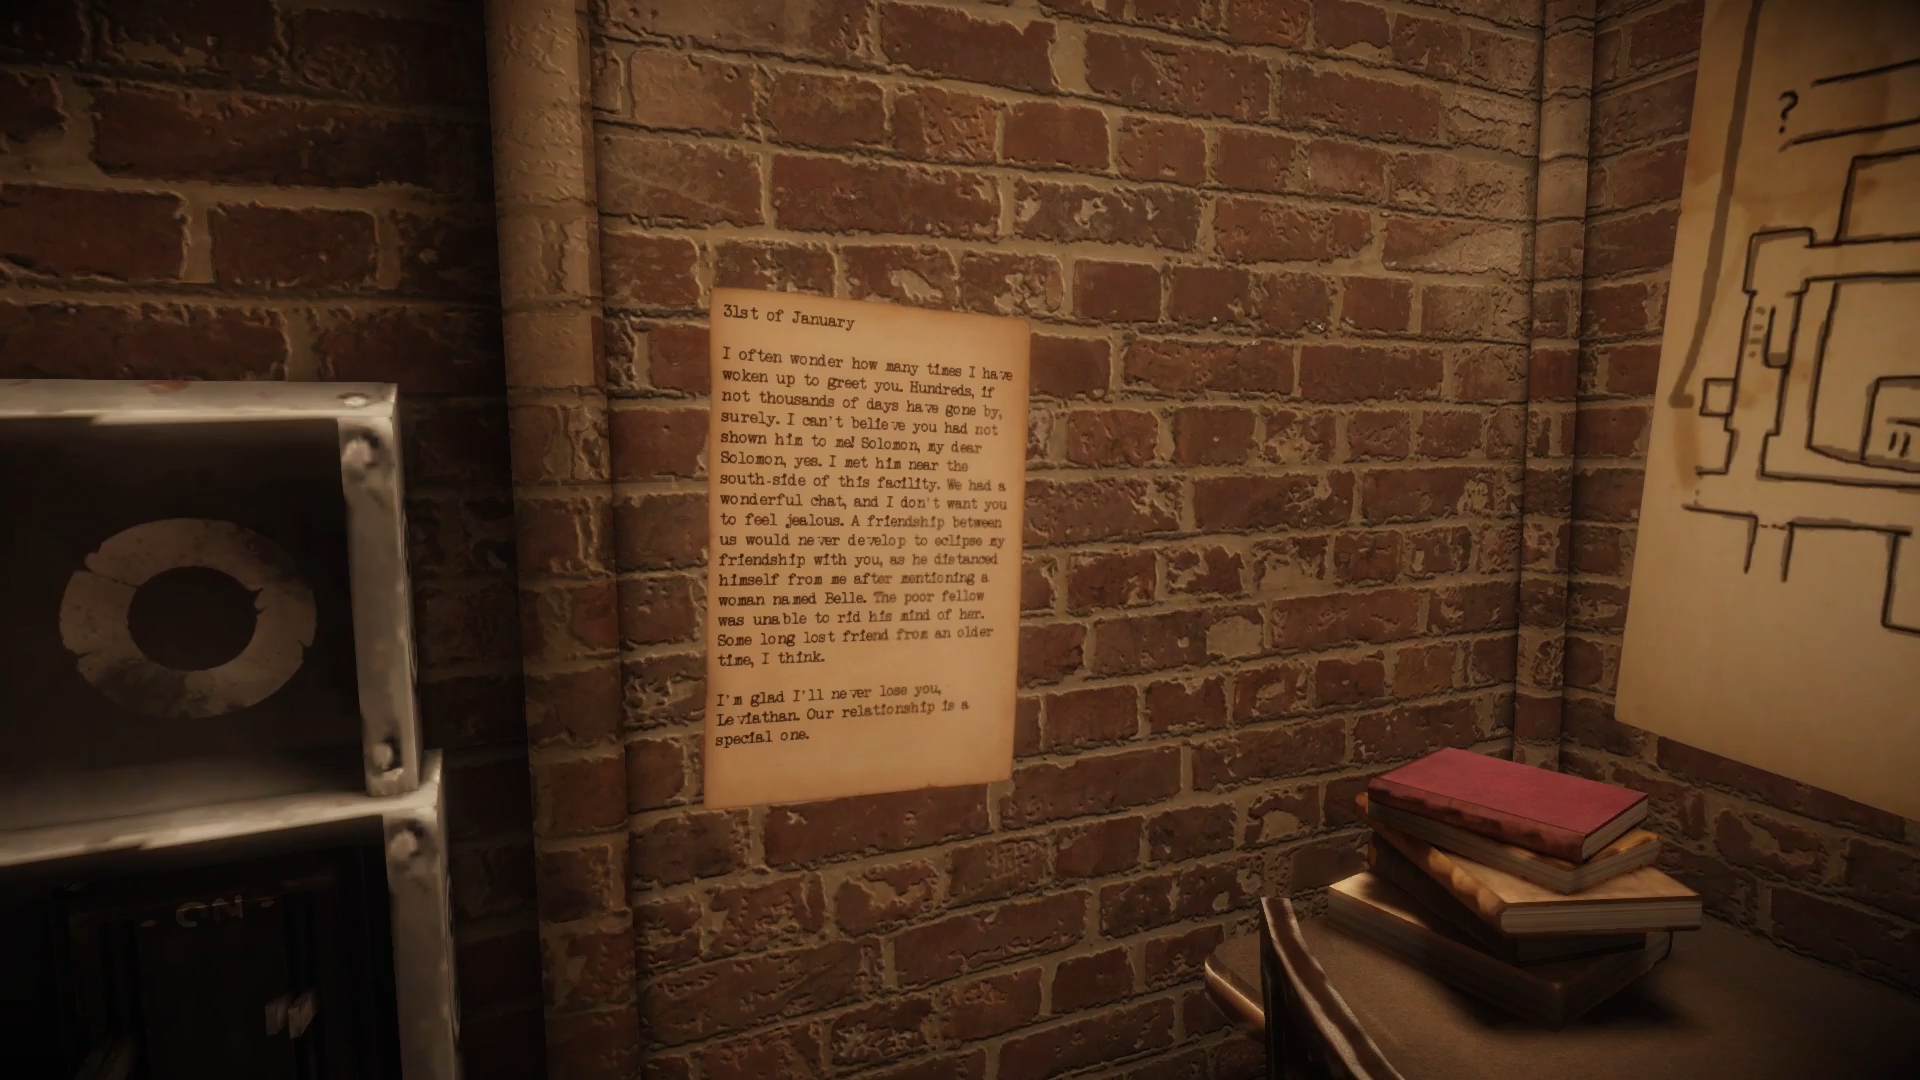 31st of January
I often wonder how many times I have
woken up to greet you. Hundreds, if
not thousands of days have gone by,
surely. I can't believe you had not
shown him to me! Solomon, my dear
Solomon, yes. I met him near the
south-side of this facility. We had a
wonderful chat, and I don't want you
to feel jealous. A friendship between
us would never develop to eclipse my
friendship with you, as he distanced
himself from me after mentioning a
woman named Belle. The poor fellow
was unable to rid his mind of her.
Some long lost friend from an older
time, I think.
I'm glad I'll never lose you,
Leviathan. Our relationship is a
special one.
?
- ON -